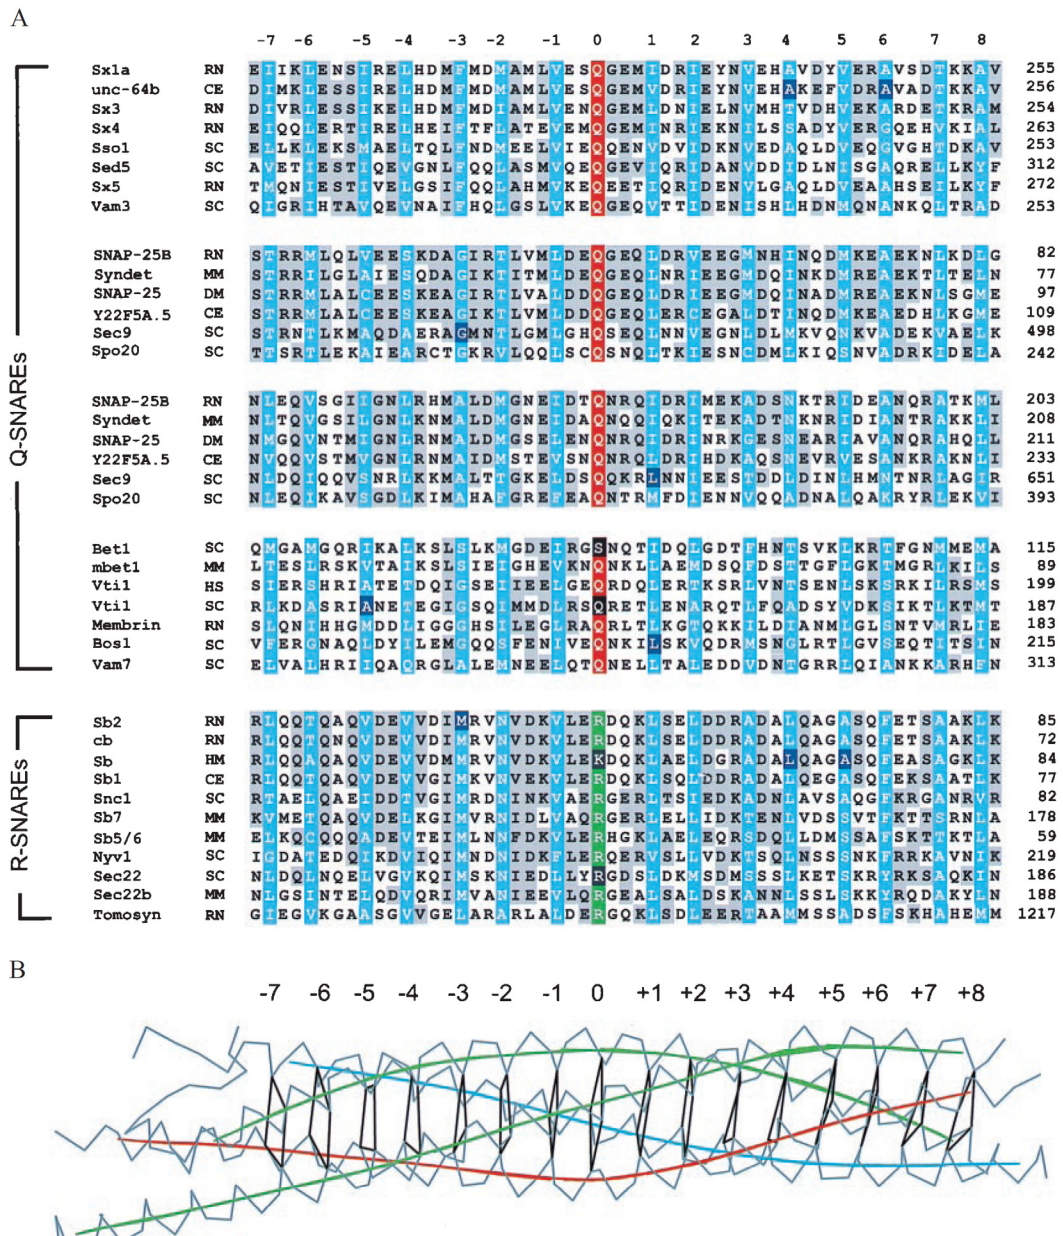 A
-7 -6 -5 -4 -3 -2 -1 0 1 2 3 4 5 6 7 8
Q-SNAREs
Sx1a RN EIIKLENSIRELHDMFMDMAMLVESQGEMIDRIEYNVEHAVDYVERAVSDTKKAV 255
unc-64b CE DIMKLESSIRELHDMFMDMAMLVESQGEMVDRIEYNVEHAKEFVDRAVADTKKAV 256
Sx3 RN DIVRLESSIKELHDMFMDIAMLVENQGEMLDNIELNVMHTVDHVEKARDETKRAM 254
Sx4 RN EIQQLERTIRELHEIFTFLATEVEMQGEMINRIEKNILSSADYVERGQEHVKIAL 263
Sso1 SC ELLKLEKSMAELTQLFNDMEELVIEQQENVDVIDKNVEDAQLDVEQGVGHTDKAV 253
Sed5 SC AVETIESTIQEVGNLFQQLASMVQEQGEVIQRIDANVDDIDLNISGAQRELLKYF 312
Sx5 RN TMQNIESTIVELGSIFQQLAHMVKEQEETIQRIDENVLGAQLDVEAAHSEILKYF 272
Vam3 SC QIGRIHTAVQEVNAIFHQLGSLVKEQGEQVTTIDENISHLHDNMQNANKQLTRAD 253
SNAP-25B RN STRRMLQLVEESKDAGIRTLVMLDEQGEQLDRVEEGMNHINQDMKEAEKNLKDLG 82
Syndet MM STRRILGLAIESQDAGIKTITMLDEQGEQLNRIEEGMDQINKDMREAEKTLTELN 77
SNAP-25 DM STRRMLALCEESKEAGIRTLVALDDQGEQLDRIEEGMDQINADMREAEKNLSGME 97
Y22F5A.5 CE STRRMLALCEESKEAGIKTLVMLDDQGEQLERCEGALDTINQDMKEAEDHLKGME 109
Sec9 SC STRNTLKMAQDAERAGMNTLGMLGHQSEQLNNVEGNLDLMKVQNKVADEKVAELK 498
Spo20 SC TTSRTLEKAIEARCTGKRVLQQLSCQSNQLTKIESNCDMLKIQSNVADRKIDELA 242
SNAP-25B RN NLEQVSGIIGNLRHMALDMGNEIDTQNRQIDRIMEKADSNKTRIDEANQRATKML 203
Syndet MM NLTQVGSILGNLKNMALDMGNEIDAQNQQIQKITEKADTNKNRIDIANTRAKKLI 208
SNAP-25 DM NMGQVNTMIGNLRNMALDMGSELENQNRQIDRINRKGESNEARIAVANQRAHQLL 211
Y22F5A.5 CE NVQQVSTMVGNLRNMAIDMSTEVSNQNRQLDRIHDKAQSNEVRVESANKRAKNLI 233
Sec9 SC NLDQIQQVSNRLKKMALTTGKELDSQQKRLNNIEESTDDLDINLHMNTNRLAGIR 651
Spo20 SC NLEQIKAVSGDLKIMAHAFGREFEAQNTRMFDIENNVQQADNALQAKRYRLEKVI 393
Bet1 SC QMGAMGQRIKALKSLSLKMGDEIRGSNQTIDQLGDTFHNTSVKLKRTFGNMMEMA 115
mbet1 MM LTESLRSKVTAIKSLSIEIGHEVKNQNKLLAEMDSQFDSTTGFLGKTMGRLKILS 89
Vti1 HS SIERSHRIATETDQIGSEIIEELGEQRDQLERTKSRLVNTSENLSKSRKILRSMS 199
Vti1 SC RLKDASRIANETEGIGSQIMMDLRSQRETLENARQTLFQADSYVDKSIKTLKTMT 187
Membrin RN SLQNIHHGMDDLIGGGHSILEGLRAQRLTLKGTQKKILDIANMLGLSNTVMRLIE 183
Bos1 SC VFERGNAQLDYILEMGQQSFENIVEQNKILSKVQDRMSNGLRTLGVSEQTITSIN 241
Vam7 SC ELVALHRIIQAQRGLALEMNEELQTQNELLTALEDDVDNTGRRLQIANKKARHFN 313
R-SNAREs
Sb2 RN RLQQTQAQVDEVVDIMRVNVDKVLERDQKLSELDDRADALQAGASQFETSAAKLK 85
cb RN RLQQTQNQVDEVVDIMRVNVDKVLERDQKLSELDDRADALQAGASQFETSAAKLK 72
Sb HM RLQQTQAQVDEVVDIMRVNVDKVLEKDQKLAELDGRADALQAGASQFEASAGKLK 84
Sb1 CE RLQQTQAQVDEVVGIMKVNVEKVLERDQKLSQLDDRADALQEGASQFEKSAATLK 77
Snc1 SC RTAELQAEIDDTVGIMRDNINKVAERGERLTSIEDKADNLAVSAQGFKRGANRVR 82
Sb7 MM KVMETQAQVDELKGIMVRNIDLVAQRGERLELLIDKTENLVDSSVTFKTTSRNLA 178
Sb5/6 MM ELKQCQQQADEVTEIMLNNFDKVLERHGKLAELEQRSDQLLDMSSAFSKTTKTLA 59
Nyv1 SC IGDATEDQIKDVIQIMNDNIDKFLERQERVSLLVDKTSQLNSSSNKFRRKAVNIK 219
Sec22 SC NLDQLNQELVGVKQIMSKNIEDLLYRGDSLDKMSDMSSSLKETSKRYRKSAQKIN 186
Sec22b MM NLGSINTELQDVQRIMVANIEEVLQRGEALSALDSKANNLSSLSKKYRQDAKYLN 188
Tomosyn RN GIEGVKGAASGVVGELARARLALDERGQKLSDLEERTAAMMSSADSFSKHAHEMM 1217
B
-7 -6 -5 -4 -3 -2 -1 0 +1 +2 +3 +4 +5 +6 +7 +8